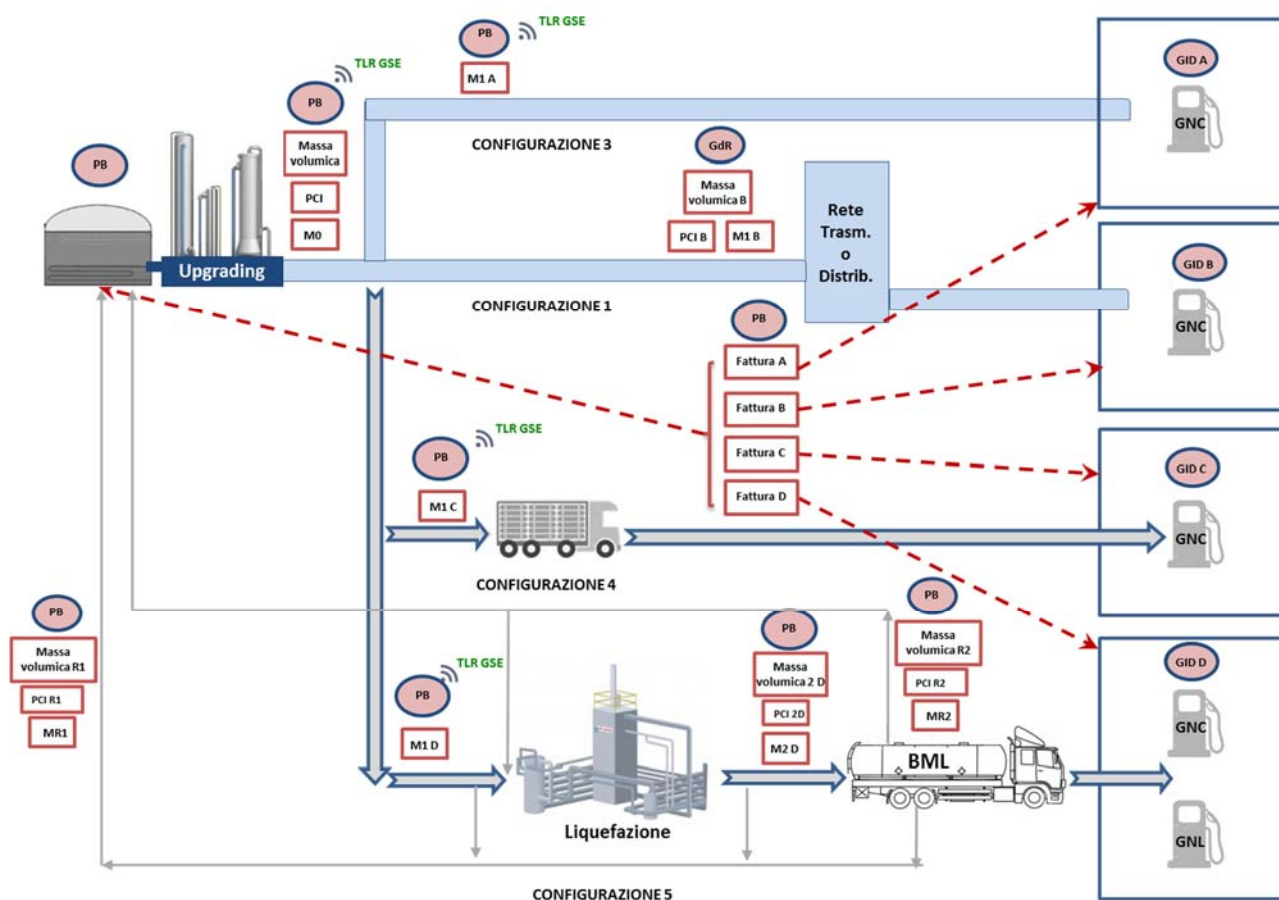 PB
TLR GSE
M1 A
TLR GSE
PB
Massa
volumica
PCI
M0
PB
Upgrading
CONFIGURAZIONE 3
GdR
Massa
volumica B
PCI B
M1 B
Rete
Trasm.
o
Distrib.
CONFIGURAZIONE 1
GID A
GNC
GID B
GNC
PB
Fattura A
Fattura B
Fattura C
Fattura D
TLR GSE
PB
M1 C
CONFIGURAZIONE 4
GID C
GNC
PB
Massa
volumica R1
PCI R1
MR1
TLR GSE
PB
M1 D
Liquefazione
PB
Massa
volumica 2 D
PCI 2D
M2 D
PB
Massa
volumica R2
PCI R2
MR2
BML
GID D
GNC
GNL
CONFIGURAZIONE 5